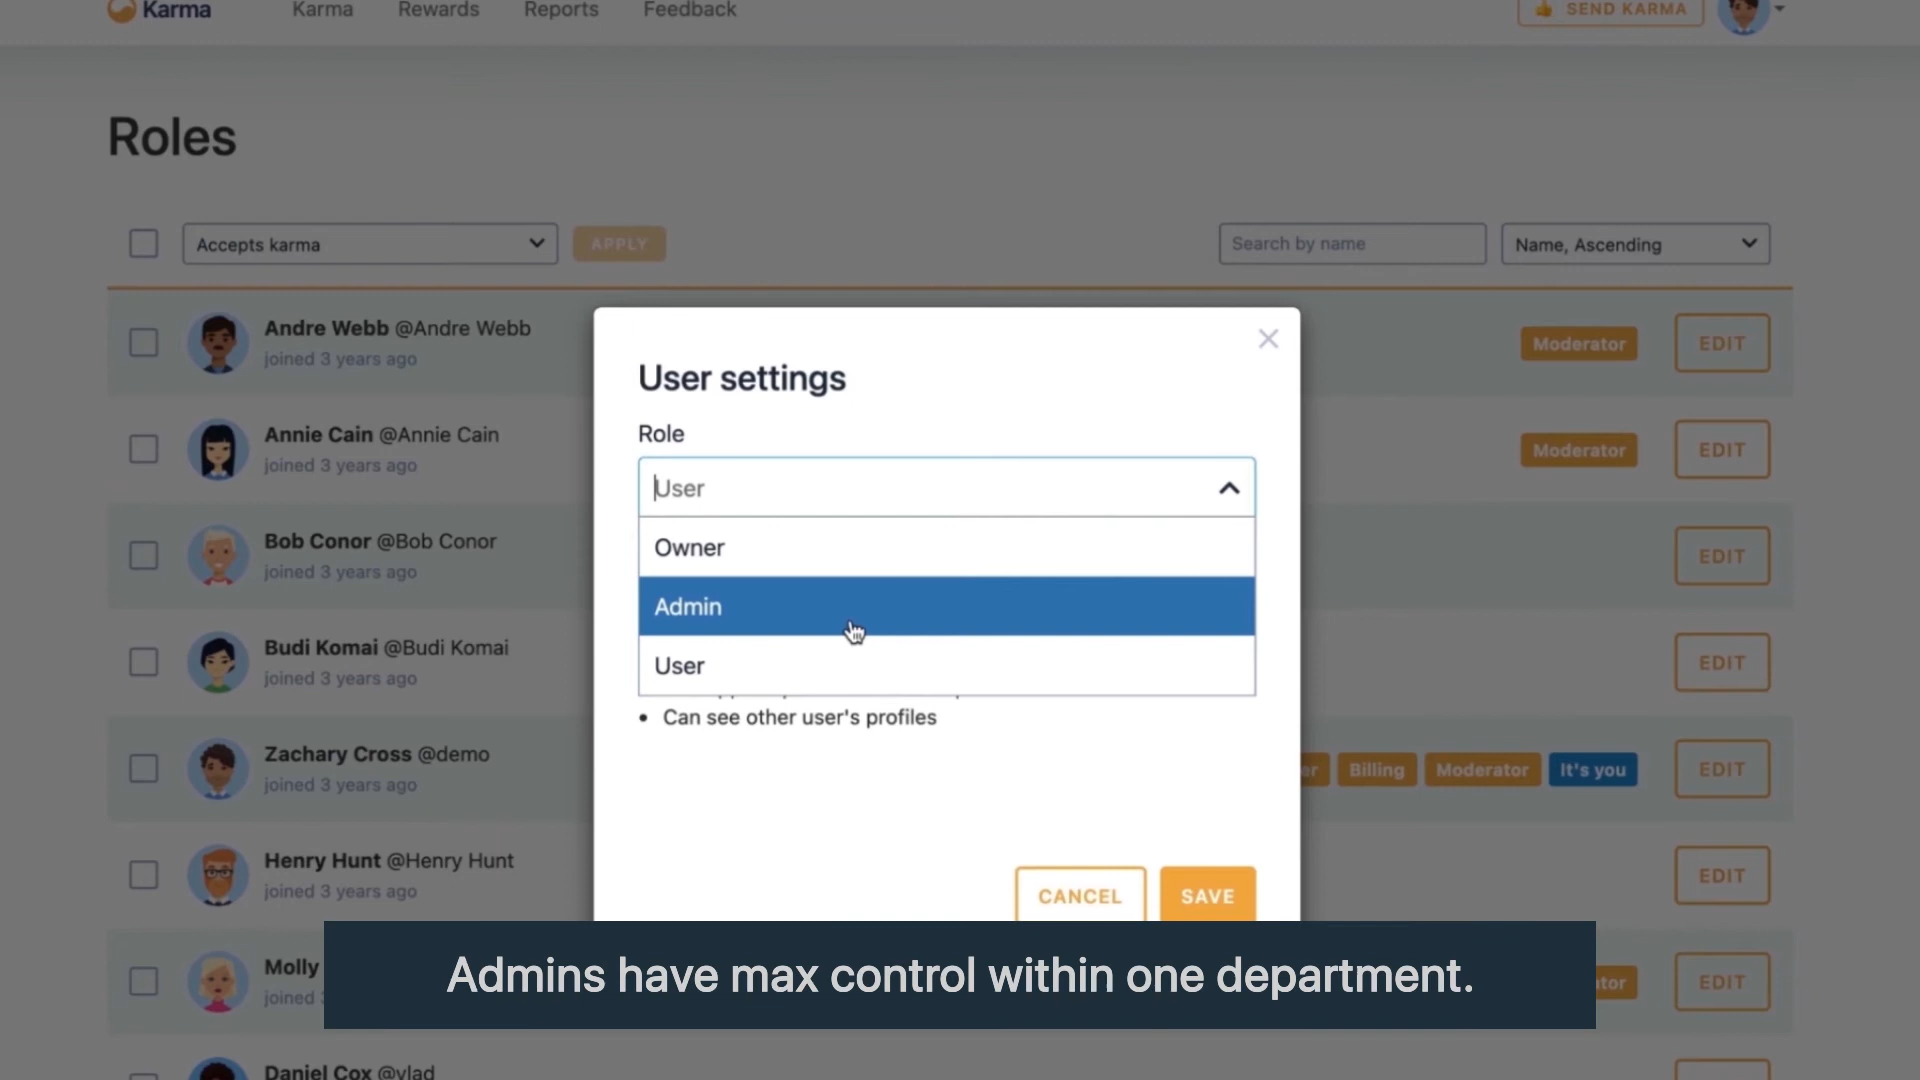 Karma
Karma Rewards Reports Feedback
SEND KARMA
Roles
Accepts karma
APPLY
Search by name
Name, Ascending
Andre Webb @Andre Webb
joined 3 years ago
Moderator
EDIT
Annie Cain @Annie Cain
joined 3 years ago
Moderator
EDIT
Bob Conor @Bob Conor
joined 3 years ago
EDIT
Budi Komai @Budi Komai
joined 3 years ago
EDIT
Zachary Cross @demo
joined 3 years ago
er Billing Moderator It's you
EDIT
Henry Hunt @Henry Hunt
joined 3 years ago
EDIT
Molly
joined
ator
EDIT
Daniel Cox @vlad
User settings
Role
User
Owner
Admin
User
• Can see other user's profiles
CANCEL
SAVE
Admins have max control within one department.